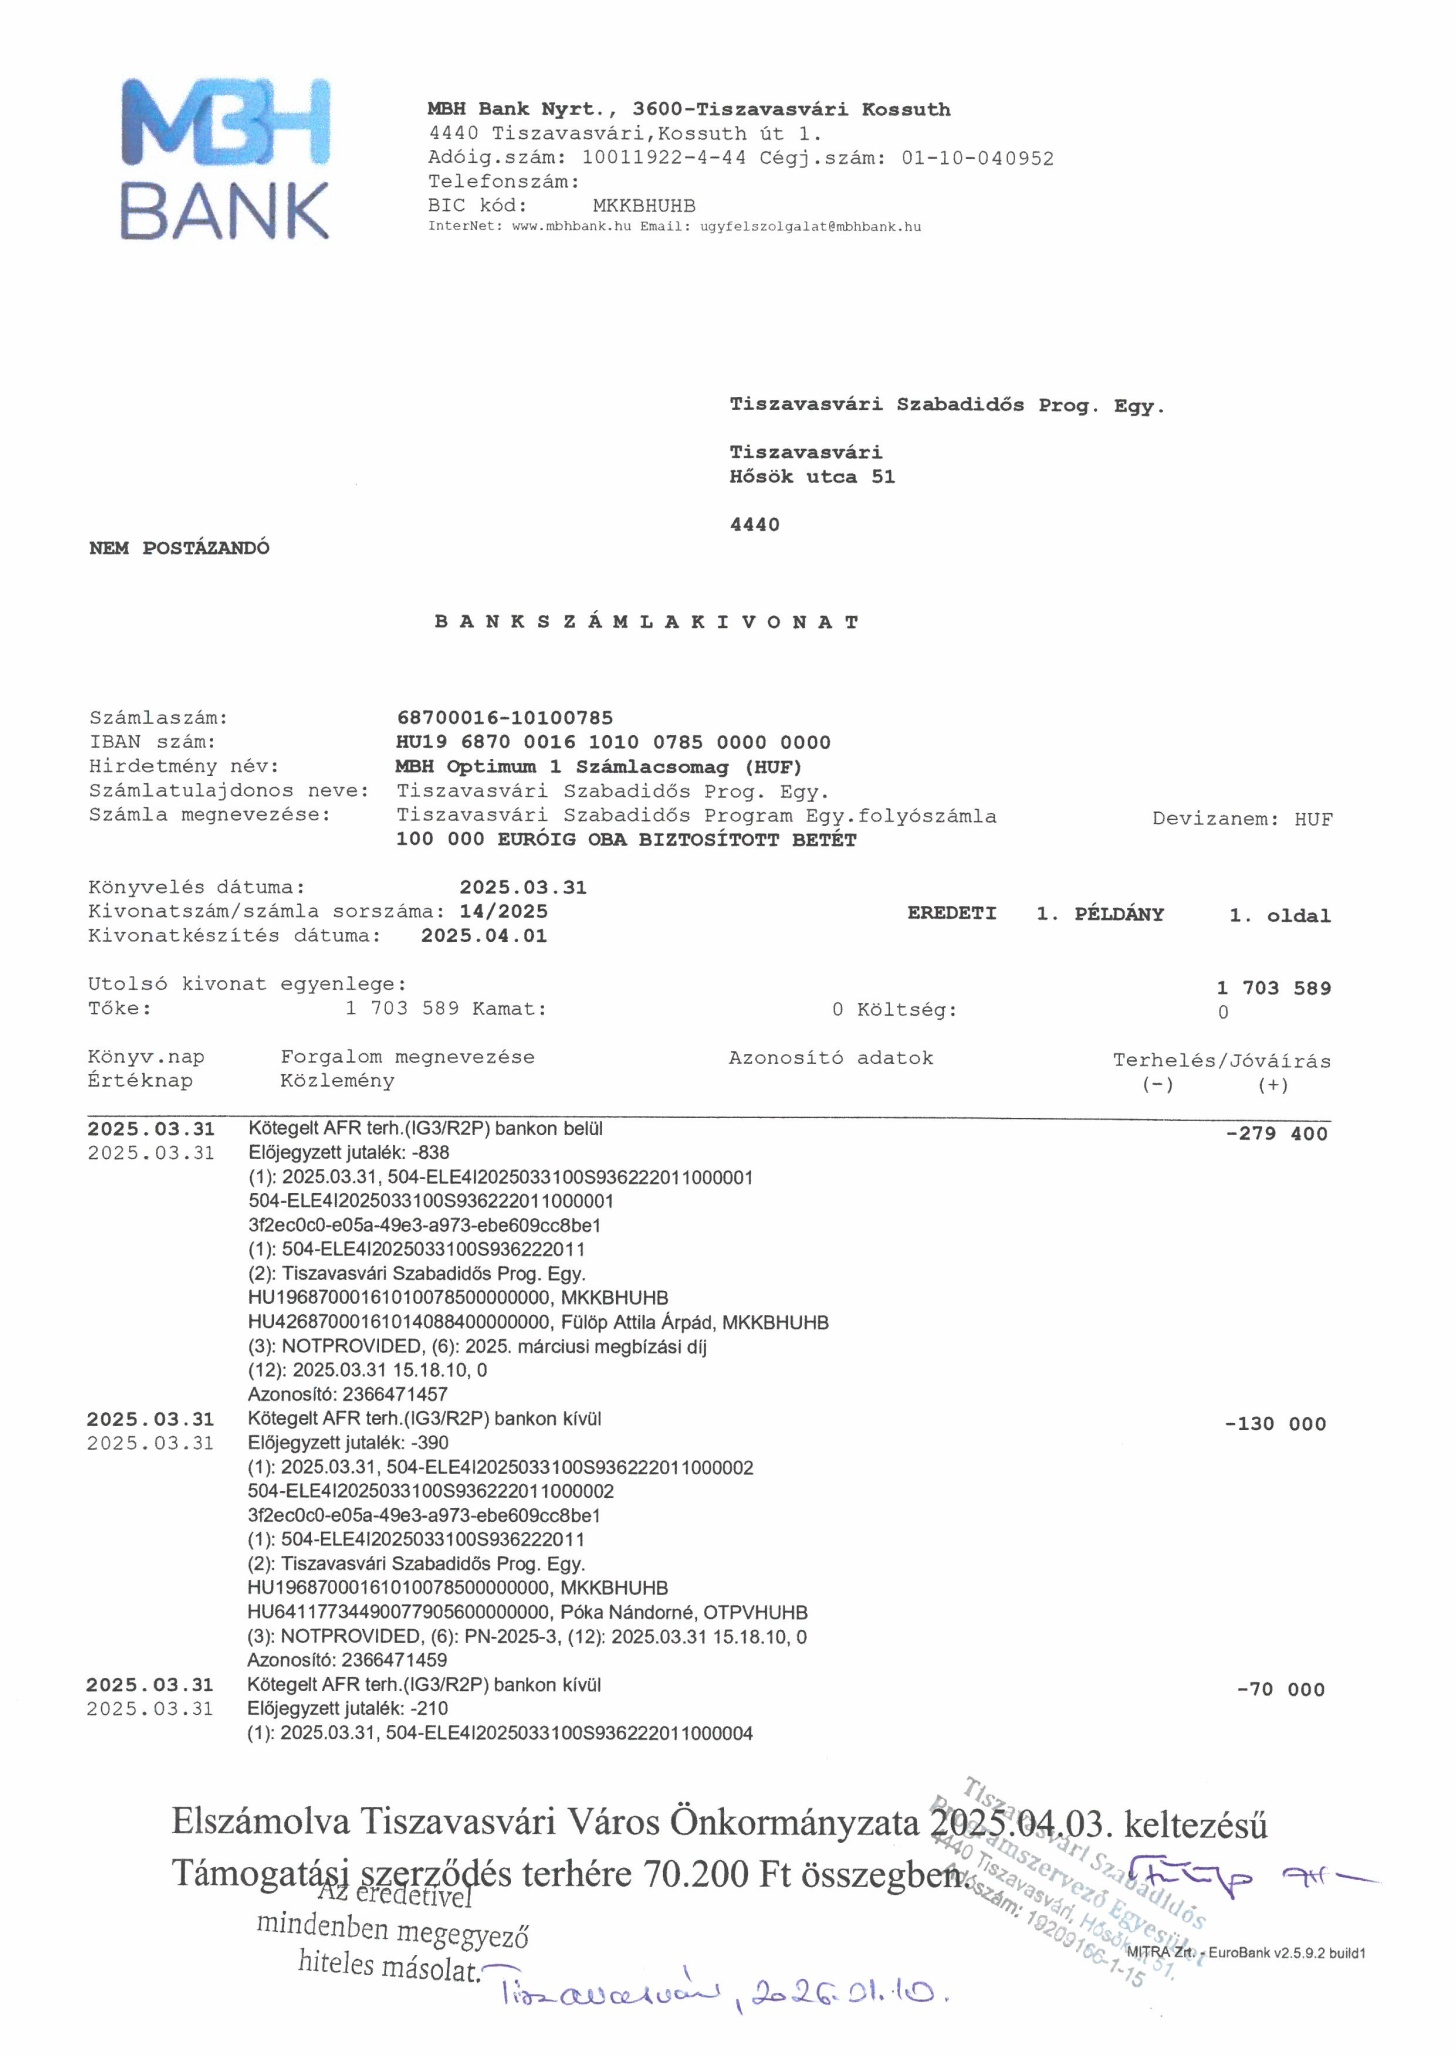 MBH
BANK
MBH Bank Nyrt., 3600-Tiszavasvári Kossuth
4440 Tiszavasvári,Kossuth út 1.
Adóig.szám: 10011922-4-44 Cégj.szám: 01-10-040952
Telefonszám:
BIC kód: MKKBHUHB
InterNet: www.mbhbank.hu Email: ugyfelszolgalat@mbhbank.hu
Tiszavasvári Szabadidős Prog. Egy.
Tiszavasvári
Hősök utca 51
4440
NEM POSTÁZANDÓ
B A N K S Z Á M L A K I V O N A T
Számlaszám: 68700016-10100785
IBAN szám: HU19 6870 0016 1010 0785 0000 0000
Hirdetmény név: MBH Optimum 1 Számlacsomag (HUF)
Számlatulajdonos neve: Tiszavasvári Szabadidős Prog. Egy.
Számla megnevezése: Tiszavasvári Szabadidős Program Egy.folyószámla Devizanem: HUF
100 000 EURÓIG OBA BIZTOSÍTOTT BETÉT
Könyvelés dátuma: 2025.03.31
Kivonatszám/számla sorszáma: 14/2025 EREDETI 1. PÉLDÁNY 1. oldal
Kivonatkészítés dátuma: 2025.04.01
Utolsó kivonat egyenlege: 1 703 589
Tőke: 1 703 589 Kamat: 0 Költség: 0
Könyv.nap Forgalom megnevezése Azonosító adatok Terhelés/Jóváírás
Értéknap Közlemény (-) (+)
2025.03.31 Kötegelt AFR terh.(IG3/R2P) bankon belül -279 400
2025.03.31 Előjegyzett jutalék: -838
(1): 2025.03.31, 504-ELE4I2025033100S936222011000001
504-ELE4I2025033100S936222011000001
3f2ec0c0-e05a-49e3-a973-ebe609cc8be1
(1): 504-ELE4I2025033100S936222011
(2): Tiszavasvári Szabadidős Prog. Egy.
HU19687000161010078500000000, MKKBHUHB
HU42687000161014088400000000, Fülöp Attila Árpád, MKKBHUHB
(3): NOTPROVIDED, (6): 2025. márciusi megbízási díj
(12): 2025.03.31 15.18.10, 0
Azonosító: 2366471457
2025.03.31 Kötegelt AFR terh.(IG3/R2P) bankon kívül -130 000
2025.03.31 Előjegyzett jutalék: -390
(1): 2025.03.31, 504-ELE4I2025033100S936222011000002
504-ELE4I2025033100S936222011000002
3f2ec0c0-e05a-49e3-a973-ebe609cc8be1
(1): 504-ELE4I2025033100S936222011
(2): Tiszavasvári Szabadidős Prog. Egy.
HU19687000161010078500000000, MKKBHUHB
HU64117734490077905600000000, Póka Nándorné, OTPVHUHB
(3): NOTPROVIDED, (6): PN-2025-3, (12): 2025.03.31 15.18.10, 0
Azonosító: 2366471459
2025.03.31 Kötegelt AFR terh.(IG3/R2P) bankon kívül -70 000
2025.03.31 Előjegyzett jutalék: -210
(1): 2025.03.31, 504-ELE4I2025033100S936222011000004
Elszámolva Tiszavasvári Város Önkormányzata 2025.04.03. keltezésű
Támogatási szerződés terhére 70.200 Ft összegben.
Tiszavasvári Szabadidős
Programszervező Egyesület
4440 Tiszavasvári, Hősök út 51.
Adószám: 19209166-1-15
Az eredetivel
mindenben megegyező
hiteles másolat.
MITRA Zrt. - EuroBank v2.5.9.2 build1
Tiszavasvári, 2026.01.10.